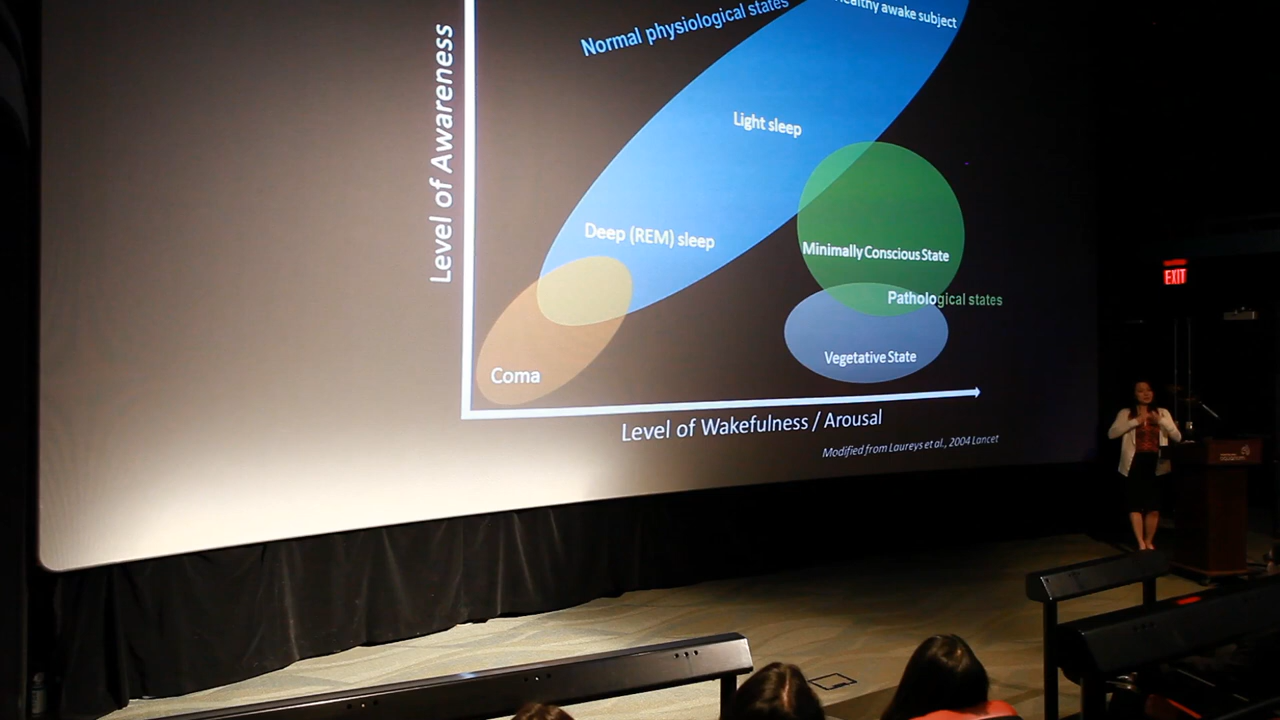 Normal physiological states
healthy awake subject
Level of Awareness
Light sleep
Deep (REM) sleep
Minimally Conscious State
Pathological states
Vegetative State
Coma
Level of Wakefulness / Arousal
Modified from Laureys et al., 2004 Lancet
EXIT